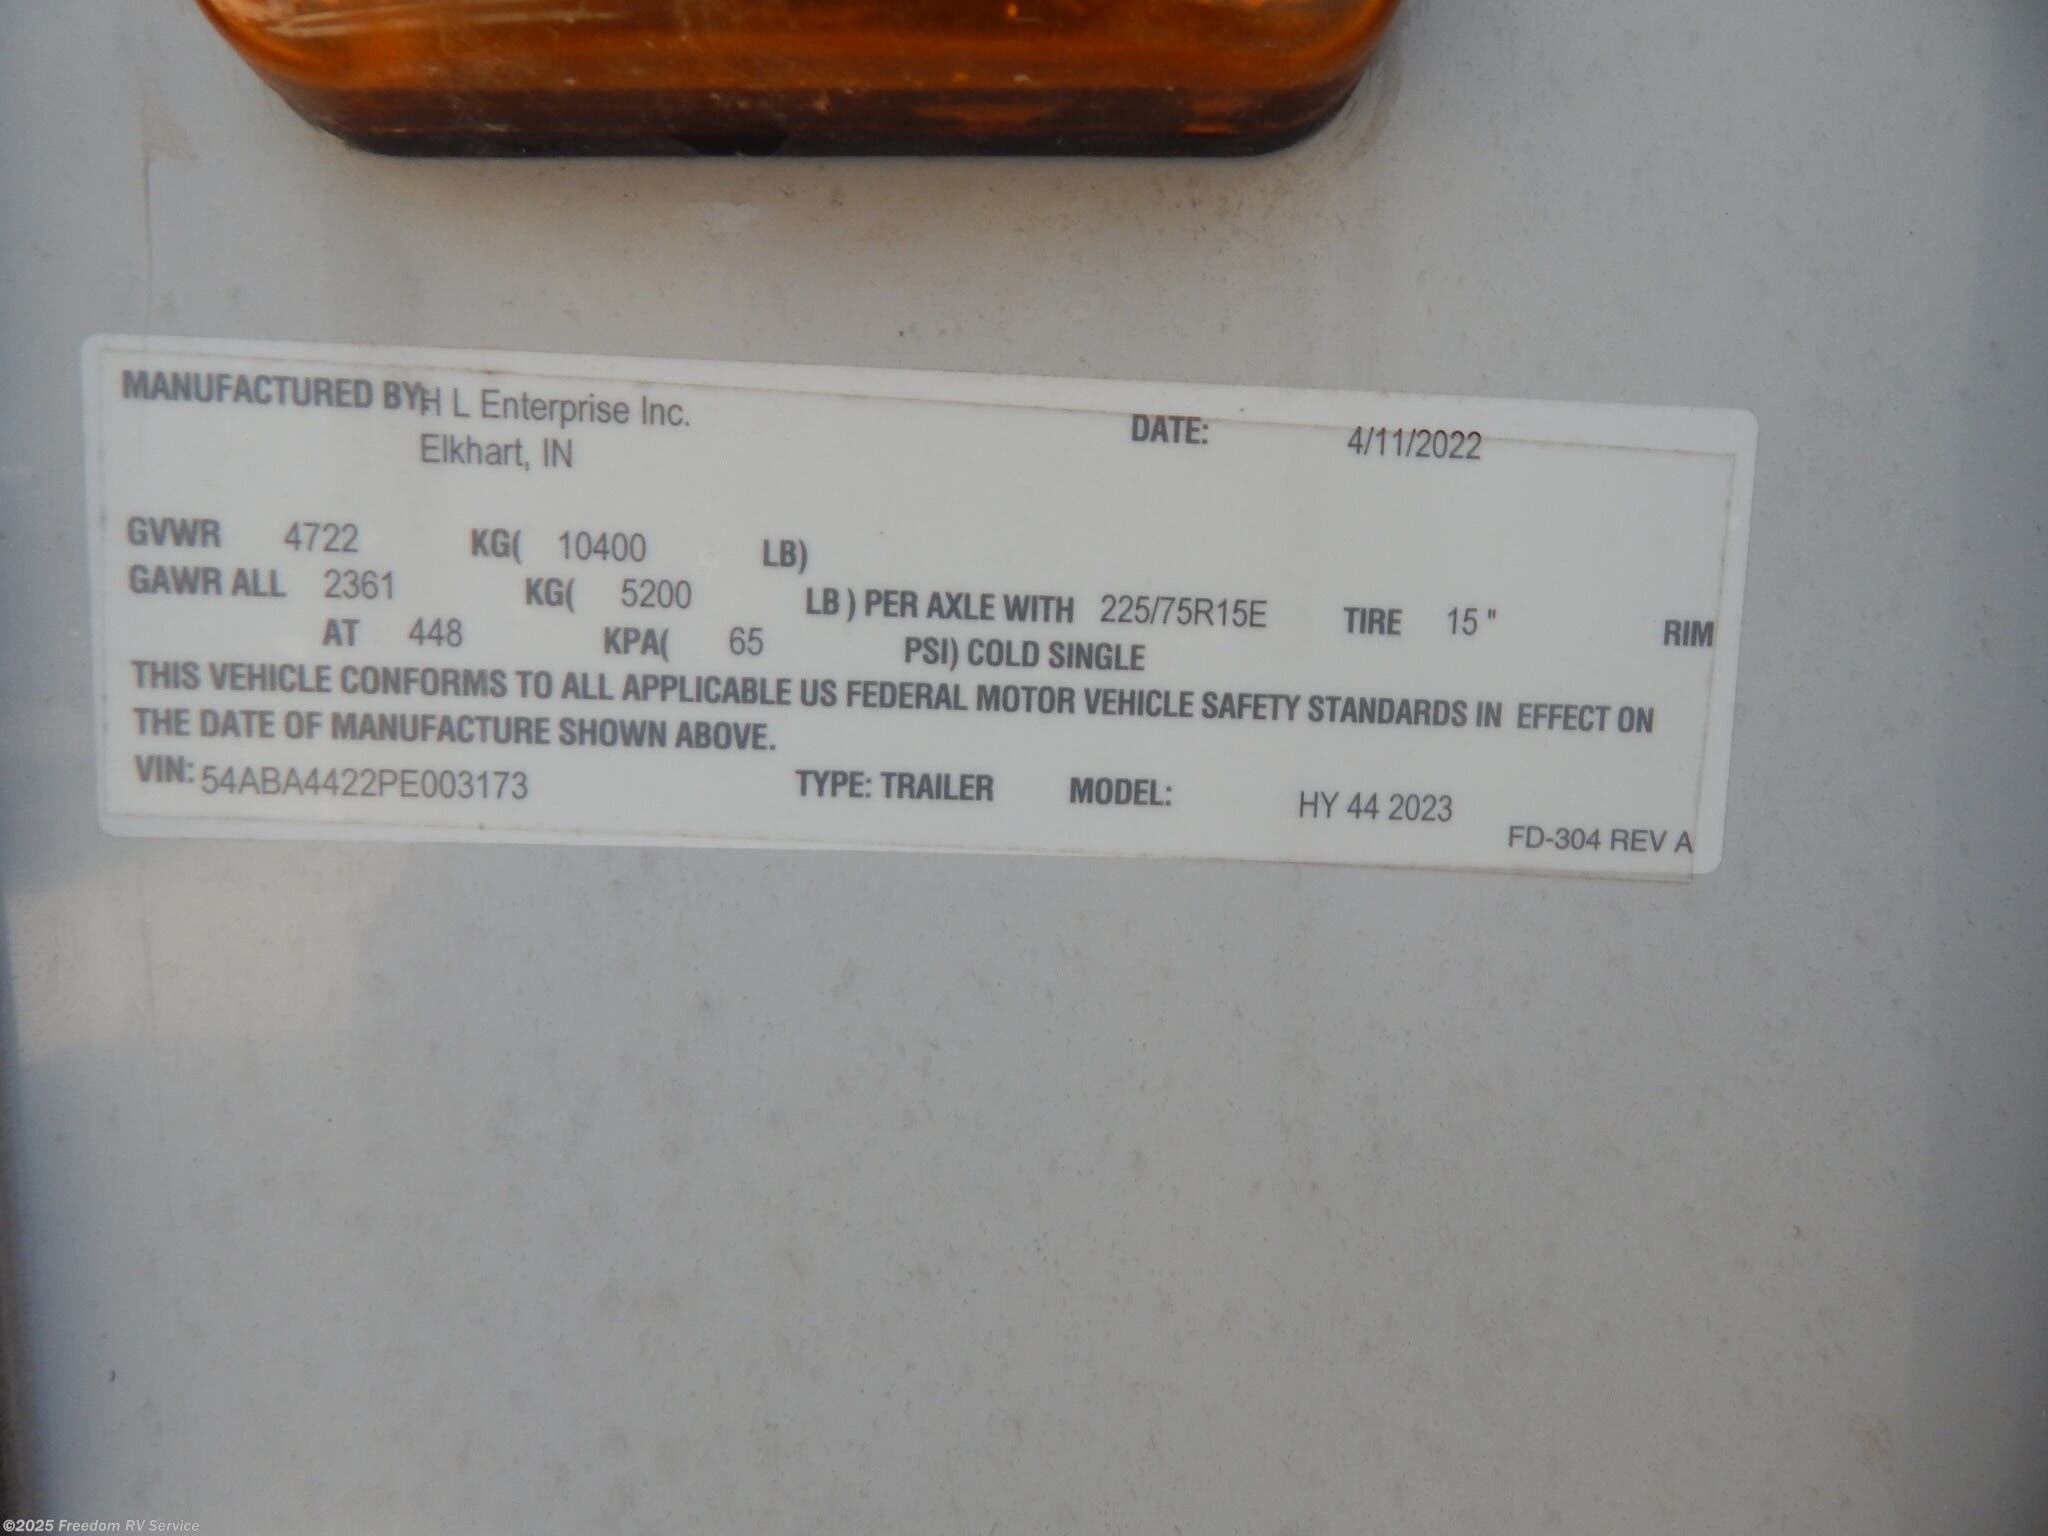 MANUFACTURED BY: H L Enterprise Inc. DATE: 4/11/2022
Elkhart, IN
GVWR 4722 KG( 10400 LB)
GAWR ALL 2361 KG( 5200 LB ) PER AXLE WITH 225/75R15E TIRE 15 " RIM
AT 448 KPA( 65 PSI) COLD SINGLE
THIS VEHICLE CONFORMS TO ALL APPLICABLE US FEDERAL MOTOR VEHICLE SAFETY STANDARDS IN EFFECT ON
THE DATE OF MANUFACTURE SHOWN ABOVE.
VIN: 54ABA4422PE003173 TYPE: TRAILER MODEL: HY 44 2023
FD-304 REV A
©2025 Freedom RV Service